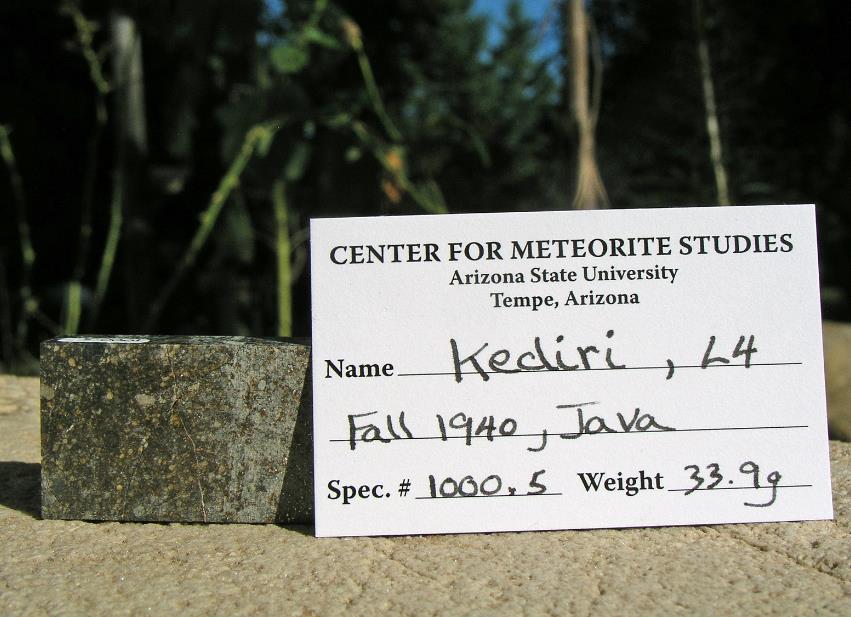 CENTER FOR METEORITE STUDIES
Arizona State University
Tempe, Arizona
Name Kediri, L4
Fall 1940, Java
Spec. # 1000.5 Weight 33.9g